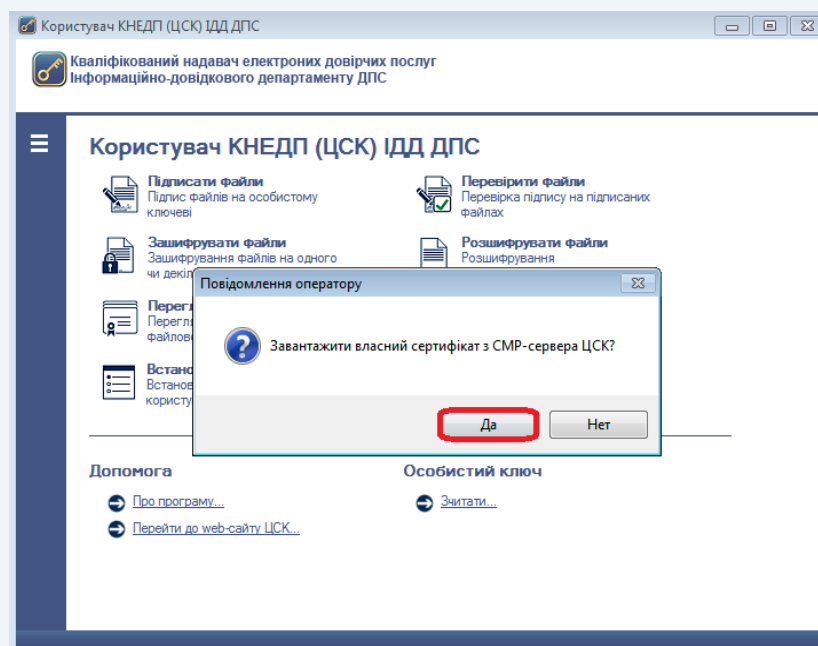 Користувач КНЕДП (ЦСК) ІДД ДПС
Кваліфікований надавач електроних довірчих послуг
Інформаційно-довідкового департаменту ДПС
Користувач КНЕДП (ЦСК) ІДД ДПС
Підписати файли
Підпис файлів на особистому
ключеві
Перевірити файли
Перевірка підпису на підписаних
файлах
Зашифрувати файли
Зашифрування файлів на одного
чи декіл
Розшифрувати файли
Розшифрування
Повідомлення оператору
Завантажити власний сертифікат з CMP-сервера ЦСК?
Да
Нет
Перегл
Перегля
файлово
Встано
Встанов
користу
Допомога
Про програму...
Перейти до web-сайту ЦСК...
Особистий ключ
Зчитати...